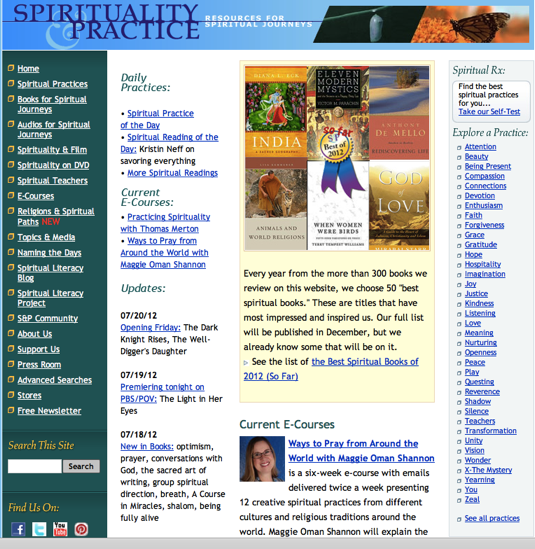 SPIRITUALITY
& PRACTICE
RESOURCES FOR
SPIRITUAL JOURNEYS
Home
Spiritual Practices
Books for Spiritual
Journeys
Audios for Spiritual
Journeys
Spirituality & Film
Spirituality on DVD
Spiritual Teachers
E-Courses
Religions & Spiritual
Paths NEW
Topics & Media
Naming the Days
Spiritual Literacy
Blog
Spiritual Literacy
Project
S&P Community
About Us
Support Us
Press Room
Advanced Searches
Stores
Free Newsletter
Search This Site
Search
Find Us On:
f
t
You
Tube
Daily
Practices:
• Spiritual Practice
of the Day
• Spiritual Reading of the
Day: Kristin Neff on
savoring everything
• More Spiritual Readings
Current
E-Courses:
• Practicing Spirituality
with Thomas Merton
• Ways to Pray from
Around the World with
Maggie Oman Shannon
Updates:
07/20/12
Opening Friday: The Dark
Knight Rises, The Well-
Digger's Daughter
07/19/12
Premiering tonight on
PBS/POV: The Light in Her
Eyes
07/18/12
New in Books: optimism,
prayer, conversations with
God, the sacred art of
writing, group spiritual
direction, breath, A Course
in Miracles, shalom, being
fully alive
INDIA
ELEVEN
MODERN
MYSTICS
VICTOR M. PARACHIN
ANTHONY
DE MELLO
REDISCOVERING LIFE
So Far
Best of
2012
ANIMALS AND
WORLD RELIGIONS
WHEN WOMEN
WERE BIRDS
TERRY TEMPEST WILLIAMS
GOD
of
LOVE
Every year from the more than 300 books we
review on this website, we choose 50 "best
spiritual books." These are titles that have
most impressed and inspired us. Our full list
will be published in December, but we
already know some that will be on it.
See the list of the Best Spiritual Books of
2012 (So Far)
Current E-Courses
Ways to Pray from Around the
World with Maggie Oman Shannon
is a six-week e-course with emails
delivered twice a week presenting
12 creative spiritual practices from different
cultures and religious traditions around the
world. Maggie Oman Shannon will explain the
Spiritual Rx:
Find the best
spiritual practices
for you...
Take our Self-Test
Explore a Practice:
Attention
Beauty
Being Present
Compassion
Connections
Devotion
Enthusiasm
Faith
Forgiveness
Grace
Gratitude
Hope
Hospitality
Imagination
Joy
Justice
Kindness
Listening
Love
Meaning
Nurturing
Openness
Peace
Play
Questing
Reverence
Shadow
Silence
Teachers
Transformation
Unity
Vision
Wonder
X-The Mystery
Yearning
You
Zeal
See all practices